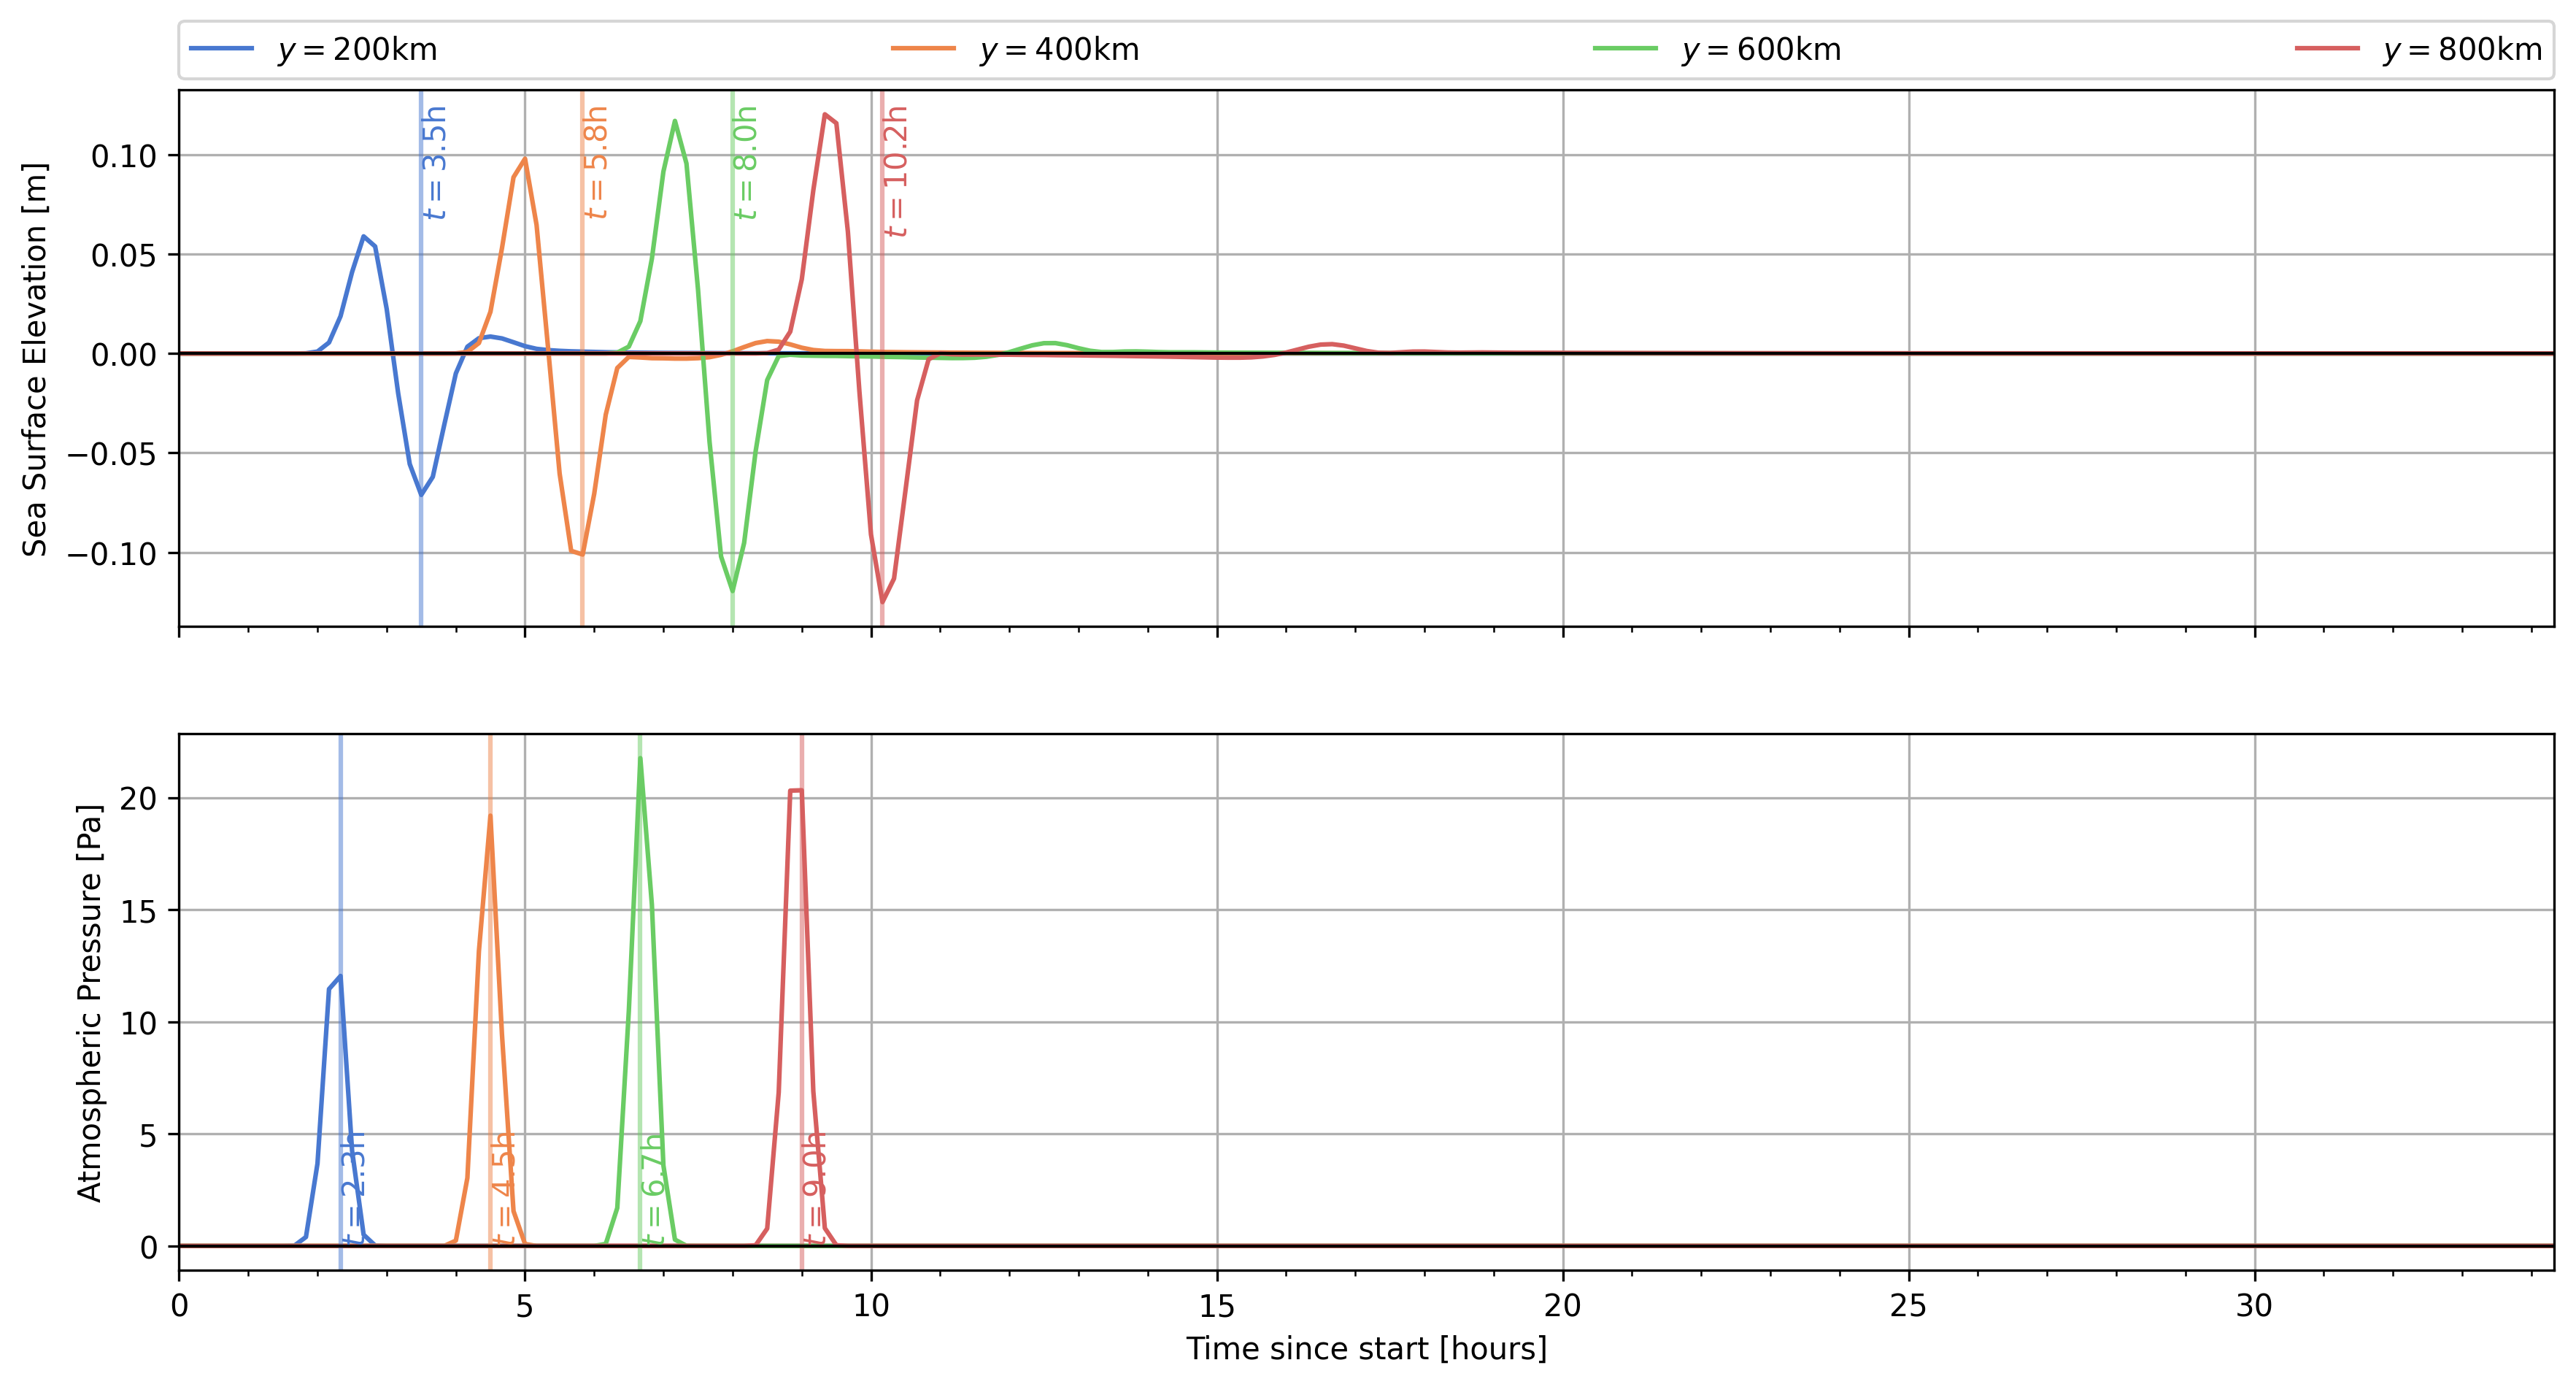 y = 200km
y = 400km
y = 600km
y = 800km
Sea Surface Elevation [m]
0.10
0.05
0.00
−0.05
−0.10
t = 3.5h
t = 5.8h
t = 8.0h
t = 10.2h
Atmospheric Pressure [Pa]
20
15
10
5
0
t = 2.3h
t = 4.5h
t = 6.7h
t = 9.0h
0 5 10 15 20 25 30
Time since start [hours]